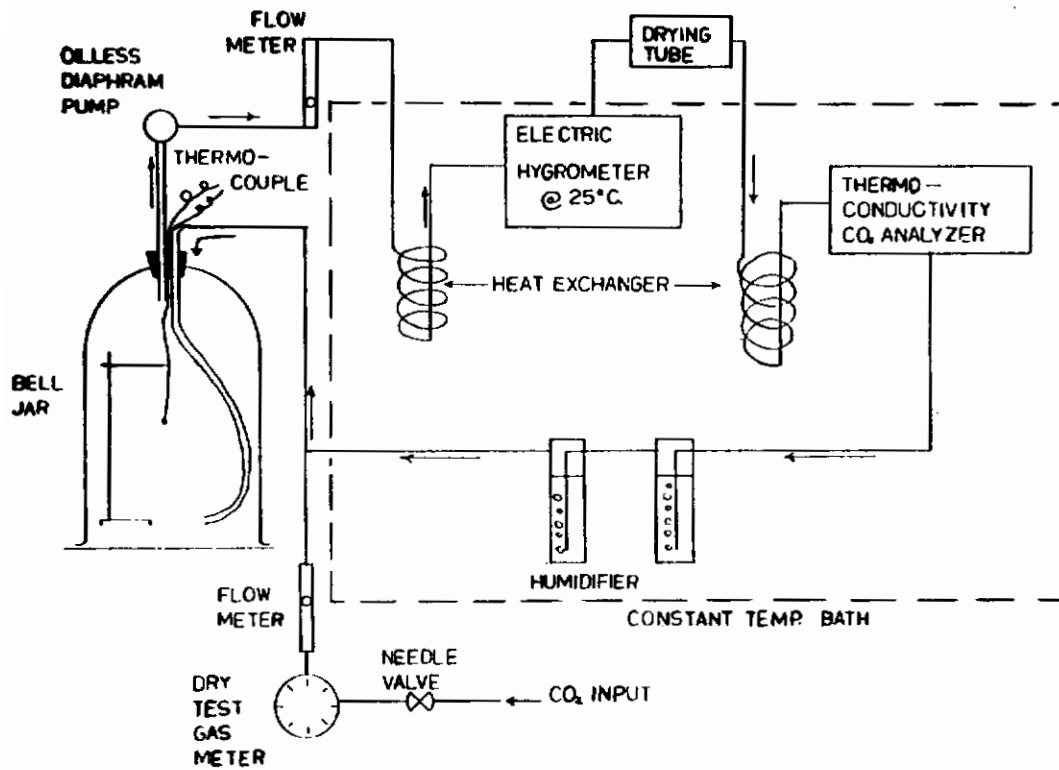 FLOW
METER
OILLESS
DIAPHRAM
PUMP
DRYING
TUBE
THERMO-
COUPLE
ELECTRIC
HYGROMETER
@ 25°C.
THERMO-
CONDUCTIVITY
CO₂ ANALYZER
HEAT EXCHANGER
BELL
JAR
HUMIDIFIER
FLOW
METER
CONSTANT TEMP. BATH
NEEDLE
VALVE
CO₂ INPUT
DRY
TEST
GAS
METER